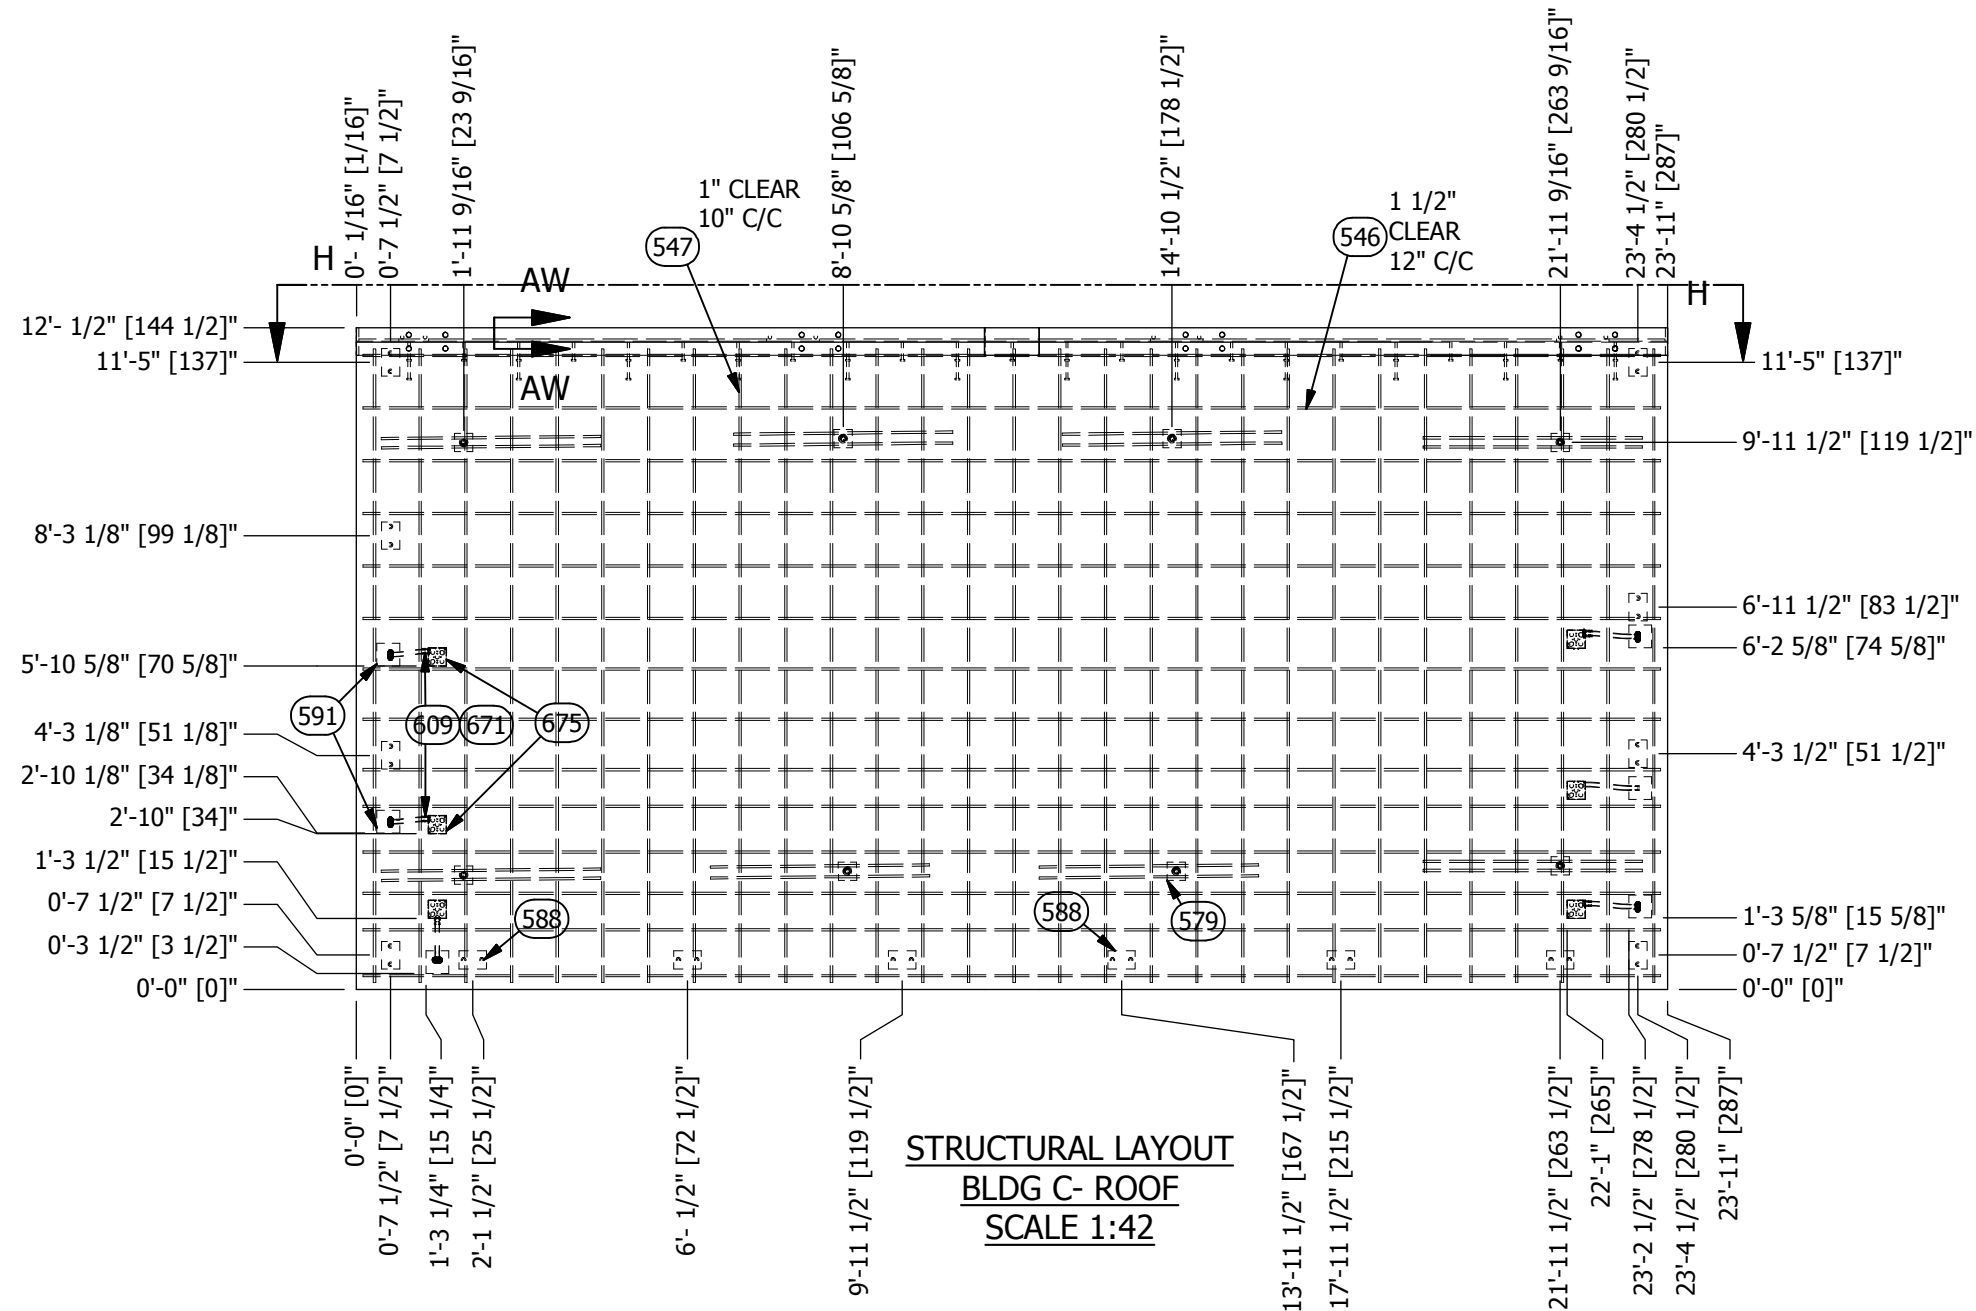 0'- 1/16" [1/16]"
0'-7 1/2" [7 1/2]"
1'-11 9/16" [23 9/16]"
8'-10 5/8" [106 5/8]"
14'-10 1/2" [178 1/2]"
21'-11 9/16" [263 9/16]"
23'-4 1/2" [280 1/2]"
23'-11" [287]"
1" CLEAR
10" C/C
547
1 1/2"
CLEAR
12" C/C
546
H
H
AW
AW
12'- 1/2" [144 1/2]"
11'-5" [137]"
8'-3 1/8" [99 1/8]"
5'-10 5/8" [70 5/8]"
4'-3 1/8" [51 1/8]"
2'-10 1/8" [34 1/8]"
2'-10" [34]"
1'-3 1/2" [15 1/2]"
0'-7 1/2" [7 1/2]"
0'-3 1/2" [3 1/2]"
0'-0" [0]"
591
609
671
675
588
588
579
11'-5" [137]"
9'-11 1/2" [119 1/2]"
6'-11 1/2" [83 1/2]"
6'-2 5/8" [74 5/8]"
4'-3 1/2" [51 1/2]"
1'-3 5/8" [15 5/8]"
0'-7 1/2" [7 1/2]"
0'-0" [0]"
0'-0" [0]"
0'-7 1/2" [7 1/2]"
1'-3 1/4" [15 1/4]"
2'-1 1/2" [25 1/2]"
6'- 1/2" [72 1/2]"
9'-11 1/2" [119 1/2]"
13'-11 1/2" [167 1/2]"
17'-11 1/2" [215 1/2]"
21'-11 1/2" [263 1/2]"
22'-1" [265]"
23'-2 1/2" [278 1/2]"
23'-4 1/2" [280 1/2]"
23'-11" [287]"
STRUCTURAL LAYOUT
BLDG C- ROOF
SCALE 1:42